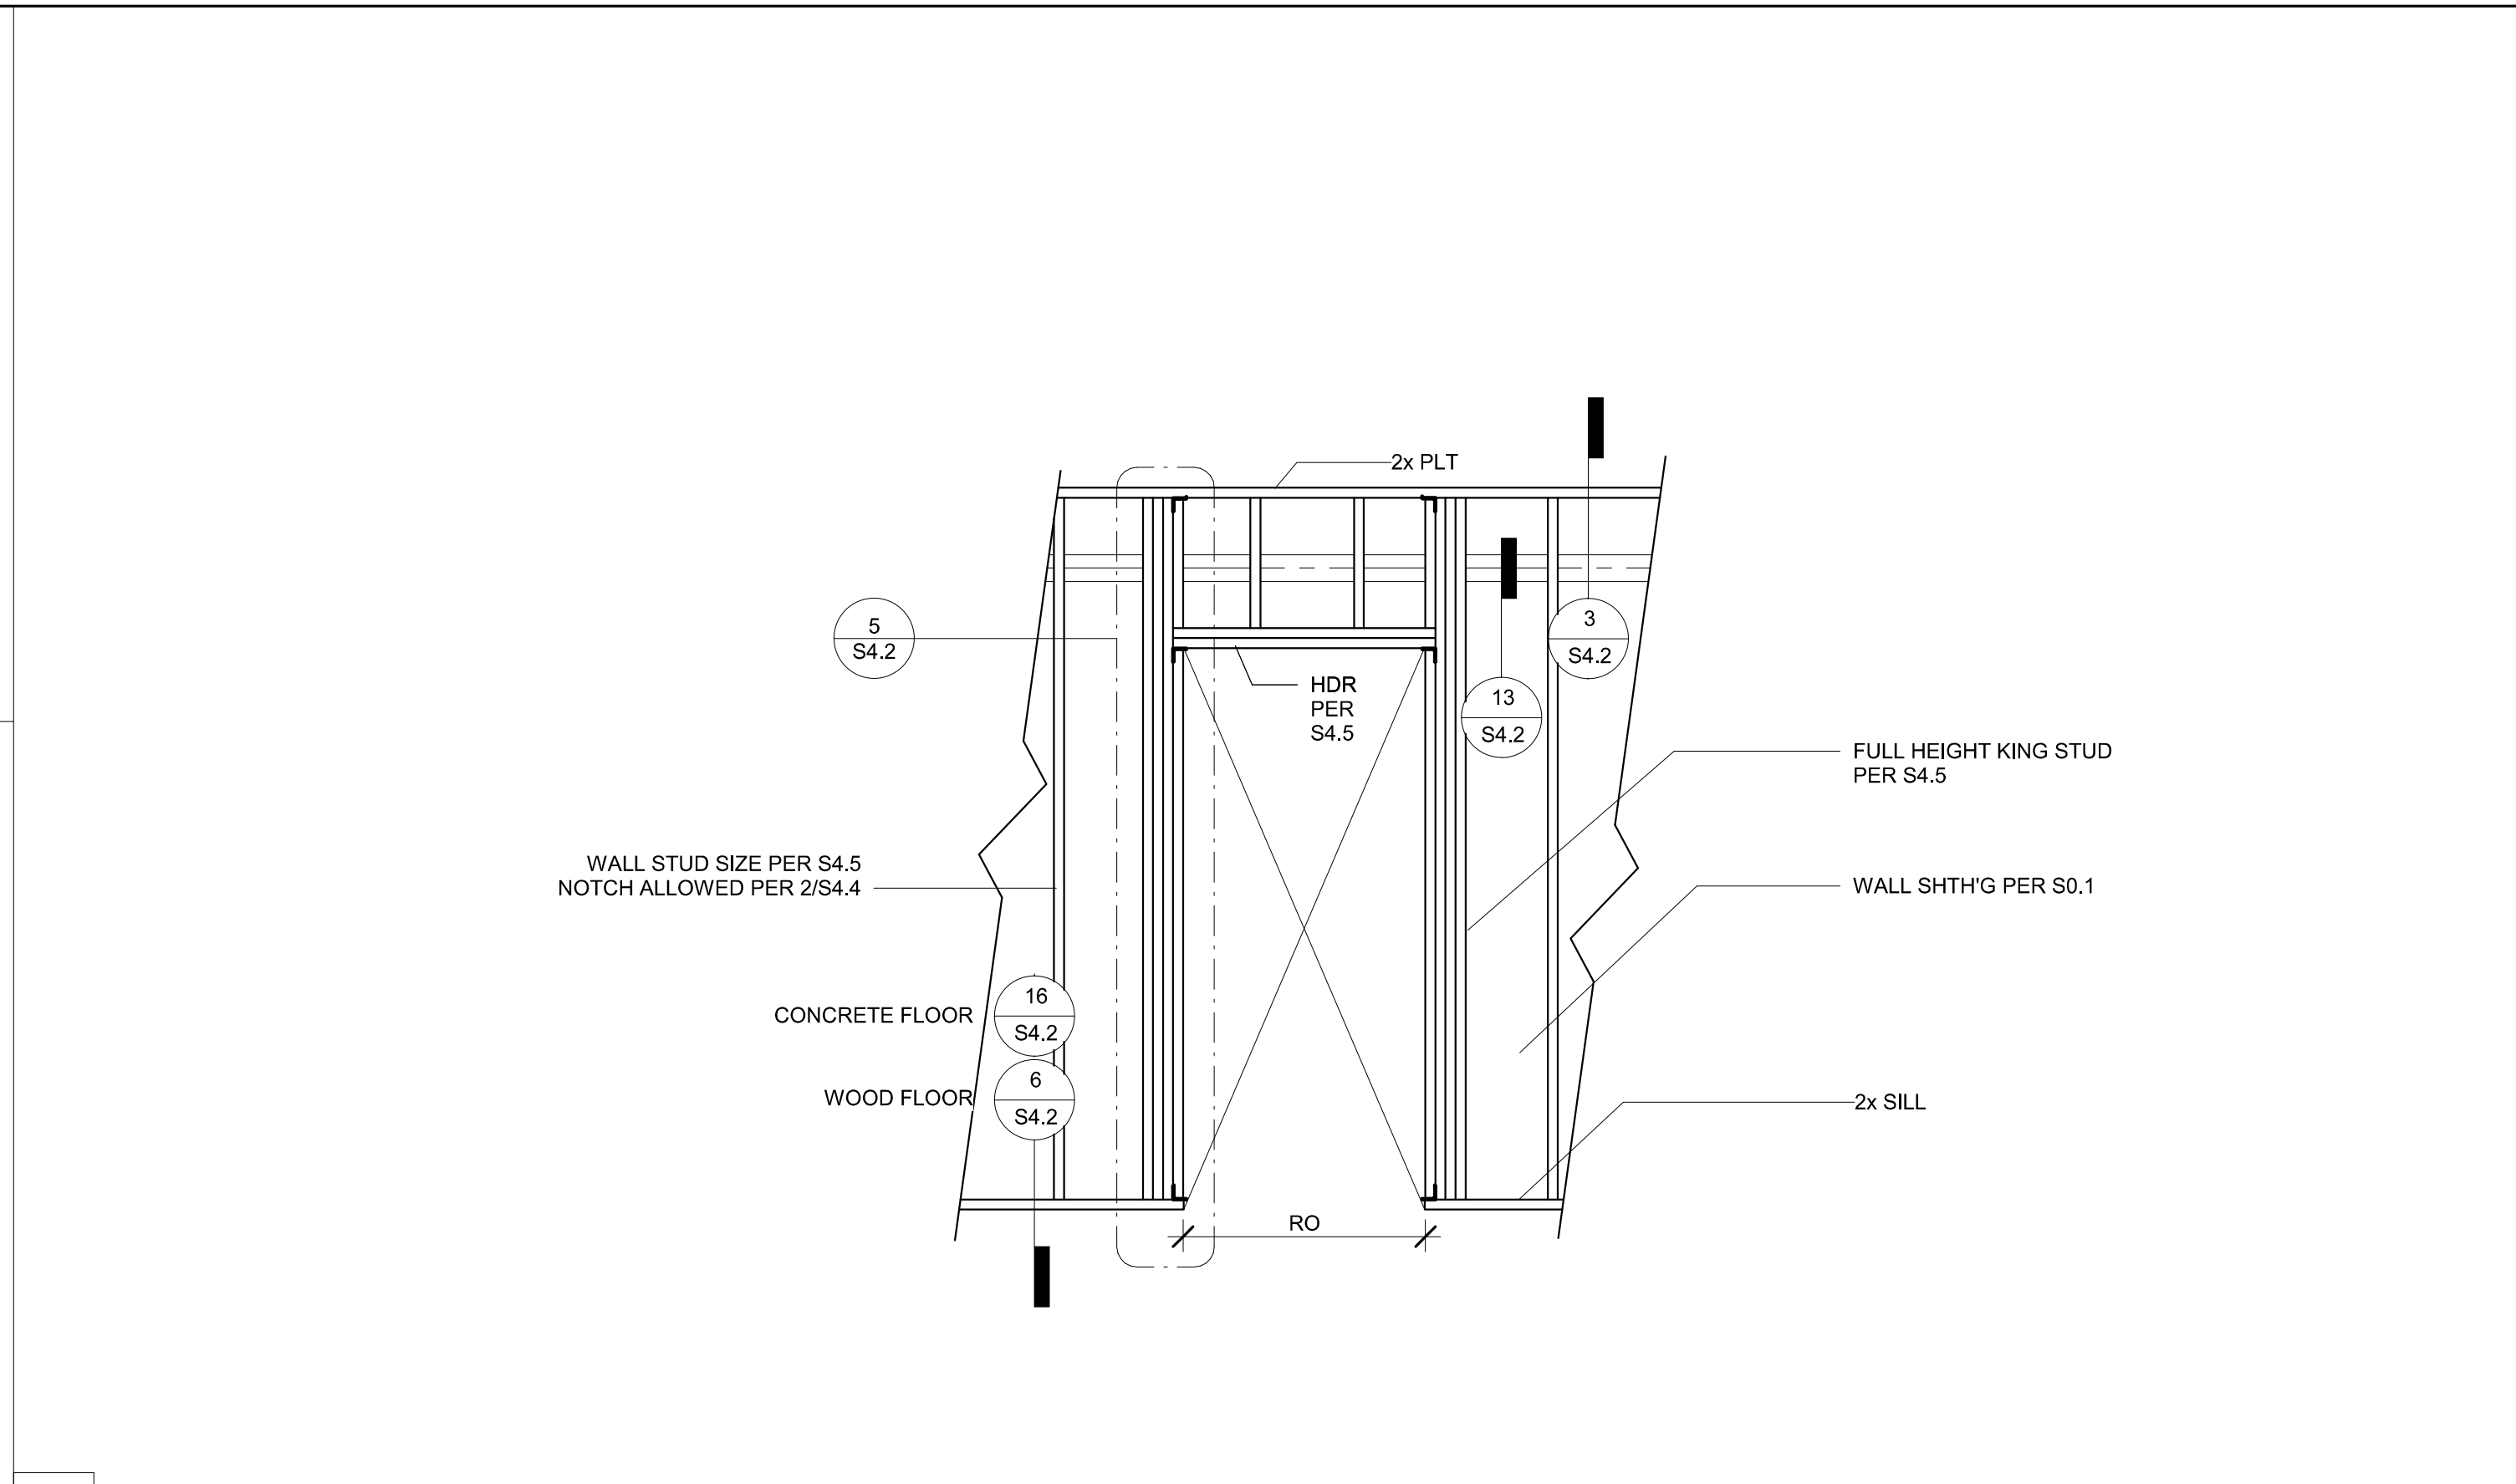 2x PLT
5
S4.2
3
S4.2
HDR
PER
S4.5
13
S4.2
FULL HEIGHT KING STUD
PER S4.5
WALL STUD SIZE PER S4.5
NOTCH ALLOWED PER 2/S4.4
WALL SHTH'G PER S0.1
CONCRETE FLOOR
16
S4.2
WOOD FLOOR
6
S4.2
2x SILL
RO